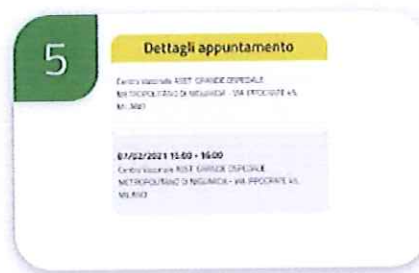 5
Dettagli appuntamento
Centro Vaccinale ASST GRANDE OSPEDALE
METROPOLITANO DI NIGUARDA - VIA IPPOCRATE 45,
MILANO
07/02/2021 15:00 - 16:00
Centro Vaccinale ASST GRANDE OSPEDALE
METROPOLITANO DI NIGUARDA - VIA IPPOCRATE 45,
MILANO